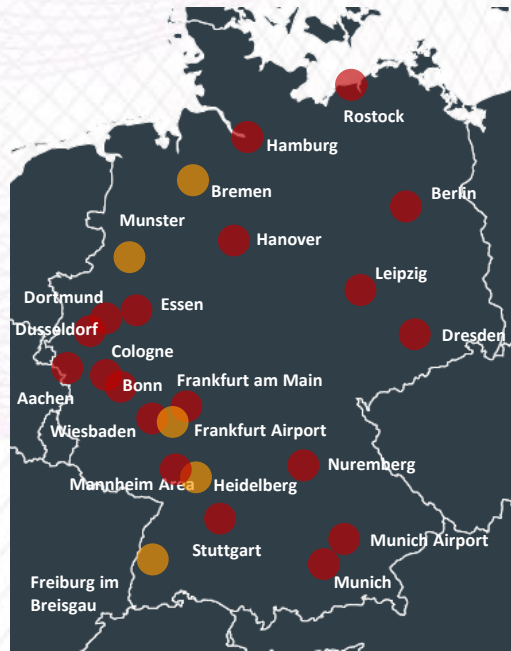 Rostock
Hamburg
Bremen
Berlin
Munster
Hanover
Leipzig
Dortmund
Essen
Dusseldorf
Dresden
Cologne
Aachen
Bonn
Frankfurt am Main
Wiesbaden
Frankfurt Airport
Nuremberg
Mannheim Area
Heidelberg
Stuttgart
Munich Airport
Freiburg im
Breisgau
Munich